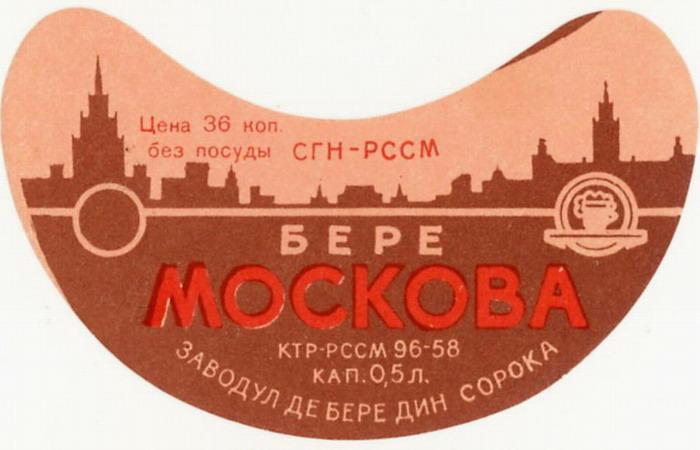 Цена 36 коп.
без посуды СГН-РССМ
БЕРЕ
МОСКОВА
КТР-РССМ 96-58
КАП. 0,5 Л.
ЗАВОДУЛ ДЕ БЕРЕ ДИН СОРОКА